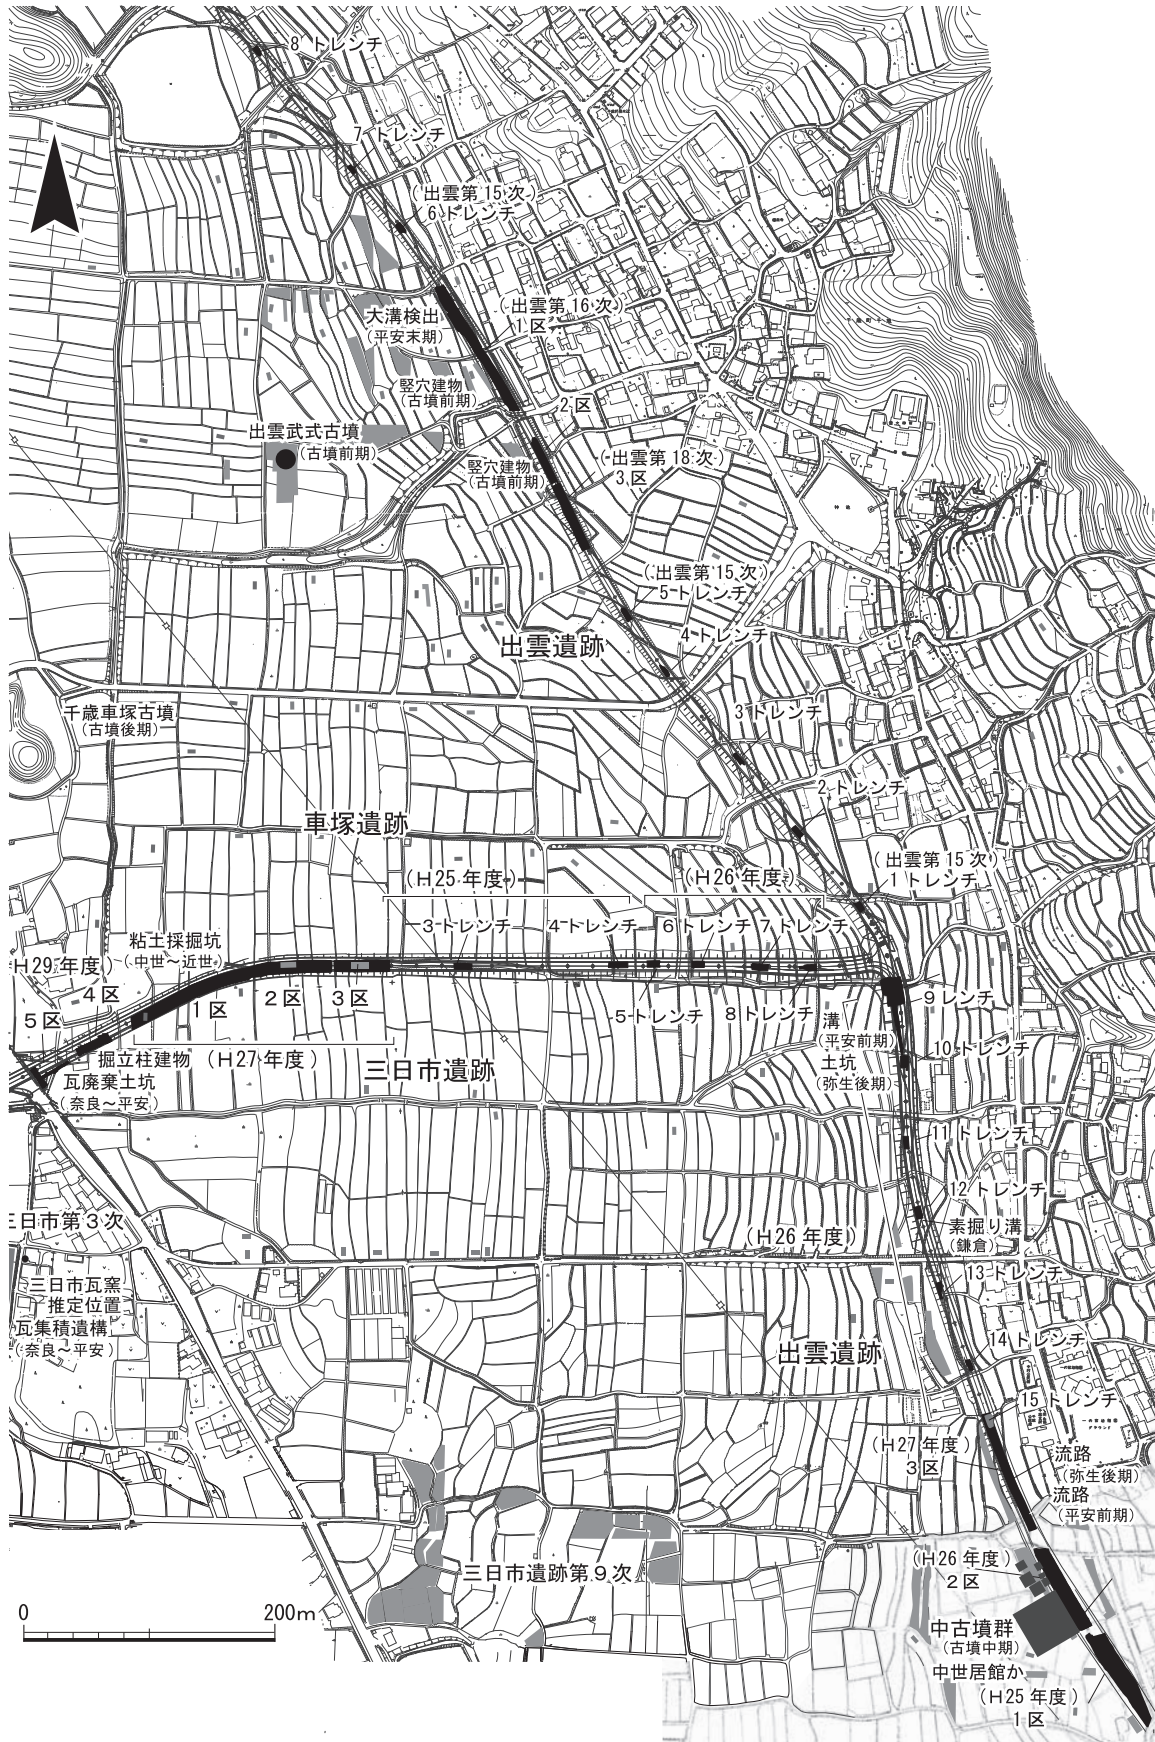 8 トレンチ
7 トレンチ
(出雲第 15 次)
6 トレンチ
大溝検出
(平安末期)
(出雲第 16 次)
1 区
竪穴建物
(古墳前期)
2 区
出雲武式古墳
(古墳前期)
竪穴建物
(古墳前期)
(出雲第 18 次)
3 区
(出雲第 15 次)
5 トレンチ
4 トレンチ
出雲遺跡
千歳車塚古墳
(古墳後期)
3 トレンチ
2 トレンチ
車塚遺跡
(出雲第 15 次)
1 トレンチ
(H25 年度)
(H26 年度)
3 トレンチ
4 トレンチ
6 トレンチ
7 トレンチ
粘土採掘坑
(中世～近世)
H29 年度)
4 区
5 区
1 区
2 区
3 区
5 トレンチ
8 トレンチ
溝
(平安前期)
土坑
(弥生後期)
9 レンチ
10 トレンチ
掘立柱建物
(H27 年度)
三日市遺跡
瓦廃棄土坑
(奈良～平安)
11 トレンチ
12 トレンチ
素掘り溝
(鎌倉)
三日市第 3 次
(H26 年度)
13 トレンチ
三日市瓦窯
推定位置
瓦集積遺構
(奈良～平安)
14 トレンチ
出雲遺跡
15 トレンチ
(H27 年度)
3 区
流路
(弥生後期)
流路
(平安前期)
三日市遺跡第 9 次
(H26 年度)
2 区
中古墳群
(古墳中期)
中世居館か
(H25 年度)
1 区
0
200m